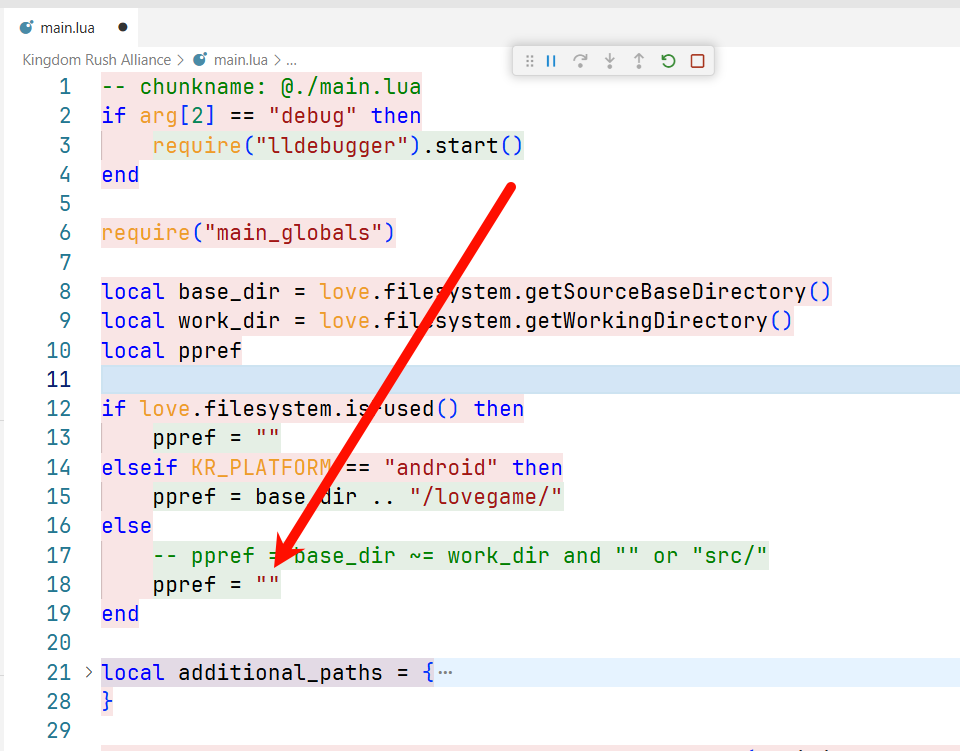 main.lua
Kingdom Rush Alliance > main.lua > ...
1 -- chunkname: @./main.lua
2 if arg[2] == "debug" then
3 require("lldebugger").start()
4 end
5
6 require("main_globals")
7
8 local base_dir = love.filesystem.getSourceBaseDirectory()
9 local work_dir = love.filesystem.getWorkingDirectory()
10 local ppref
11
12 if love.filesystem.isFused() then
13 ppref = ""
14 elseif KR_PLATFORM == "android" then
15 ppref = base_dir .. "/lovegame/"
16 else
17 -- ppref = base_dir ~= work_dir and "" or "src/"
18 ppref = ""
19 end
20
21 local additional_paths = {…
28 }
29